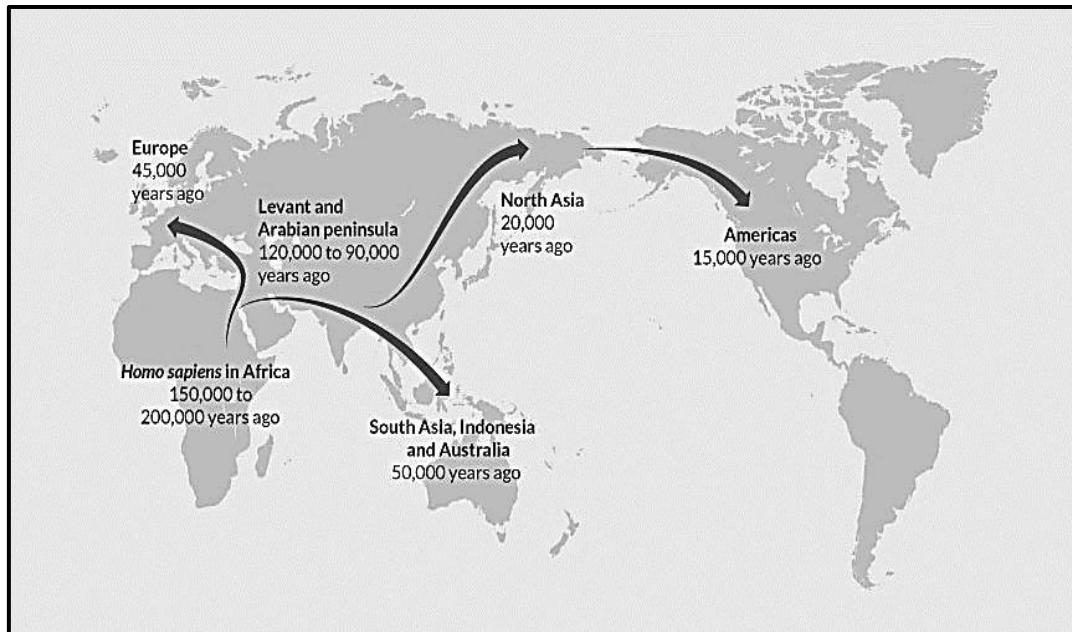 Europe
45,000
years ago
Levant and
Arabian peninsula
120,000 to 90,000
years ago
North Asia
20,000
years ago
Americas
15,000 years ago
Homo sapiens in Africa
150,000 to
200,000 years ago
South Asia, Indonesia
and Australia
50,000 years ago